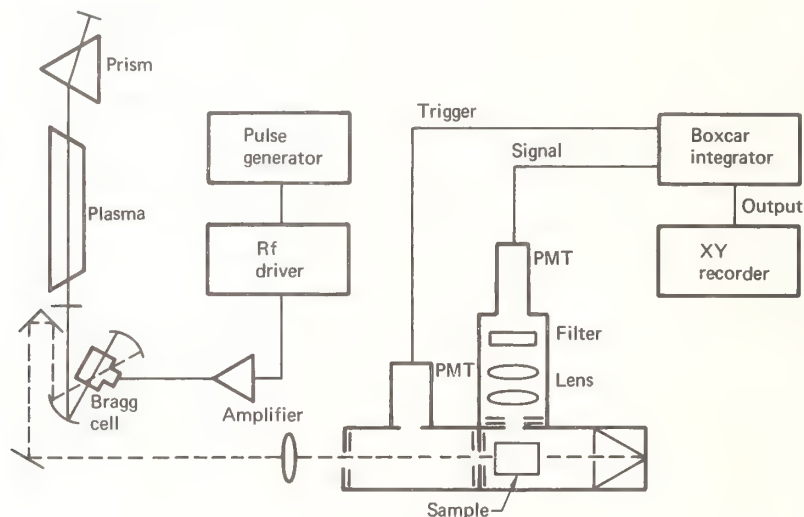 Prism
Pulse
generator
Trigger
Signal
Boxcar
integrator
Plasma
Output
Rf
driver
PMT
XY
recorder
Filter
PMT
Lens
Bragg
cell
Amplifier
Sample